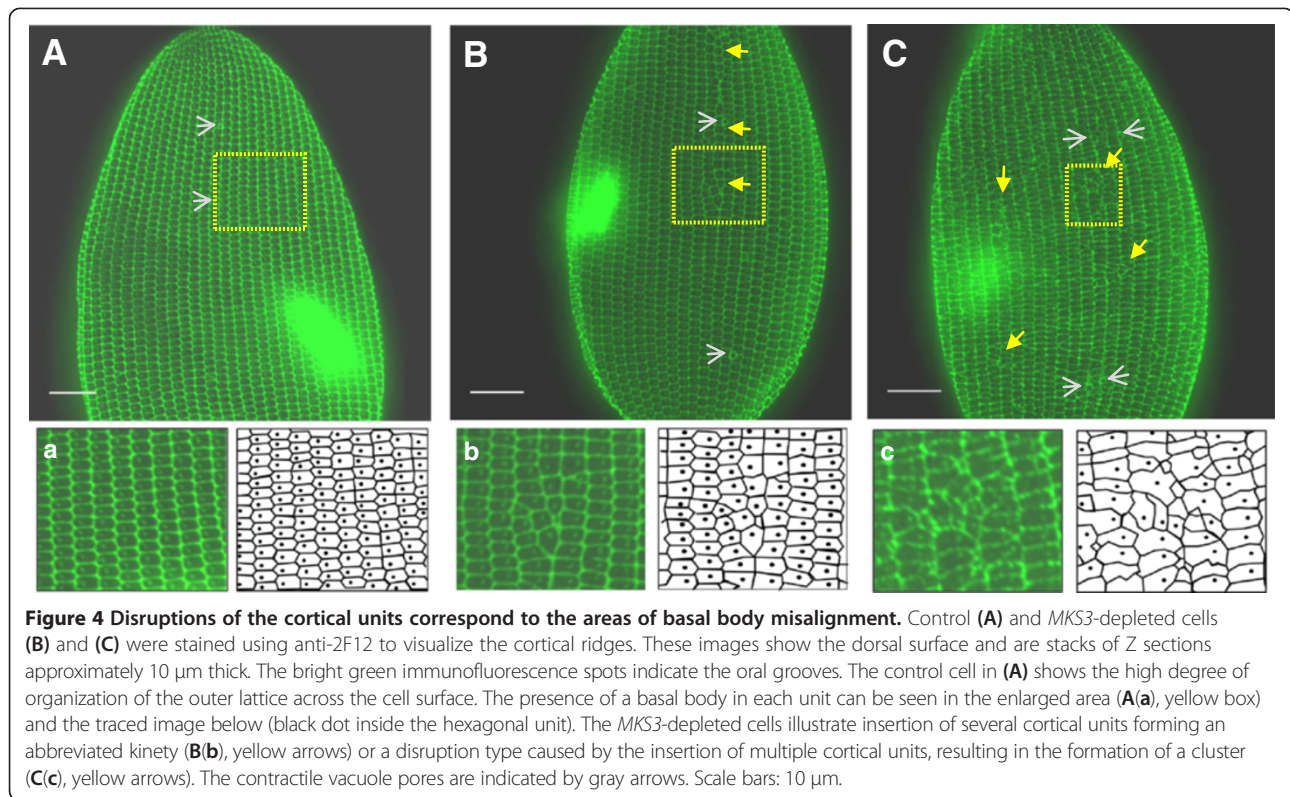 A
B
C
a
b
c
Figure 4 Disruptions of the cortical units correspond to the areas of basal body misalignment. Control (A) and MKS3-depleted cells
(B) and (C) were stained using anti-2F12 to visualize the cortical ridges. These images show the dorsal surface and are stacks of Z sections
approximately 10 μm thick. The bright green immunofluorescence spots indicate the oral grooves. The control cell in (A) shows the high degree of
organization of the outer lattice across the cell surface. The presence of a basal body in each unit can be seen in the enlarged area (A(a), yellow box)
and the traced image below (black dot inside the hexagonal unit). The MKS3-depleted cells illustrate insertion of several cortical units forming an
abbreviated kinety (B(b), yellow arrows) or a disruption type caused by the insertion of multiple cortical units, resulting in the formation of a cluster
(C(c), yellow arrows). The contractile vacuole pores are indicated by gray arrows. Scale bars: 10 μm.